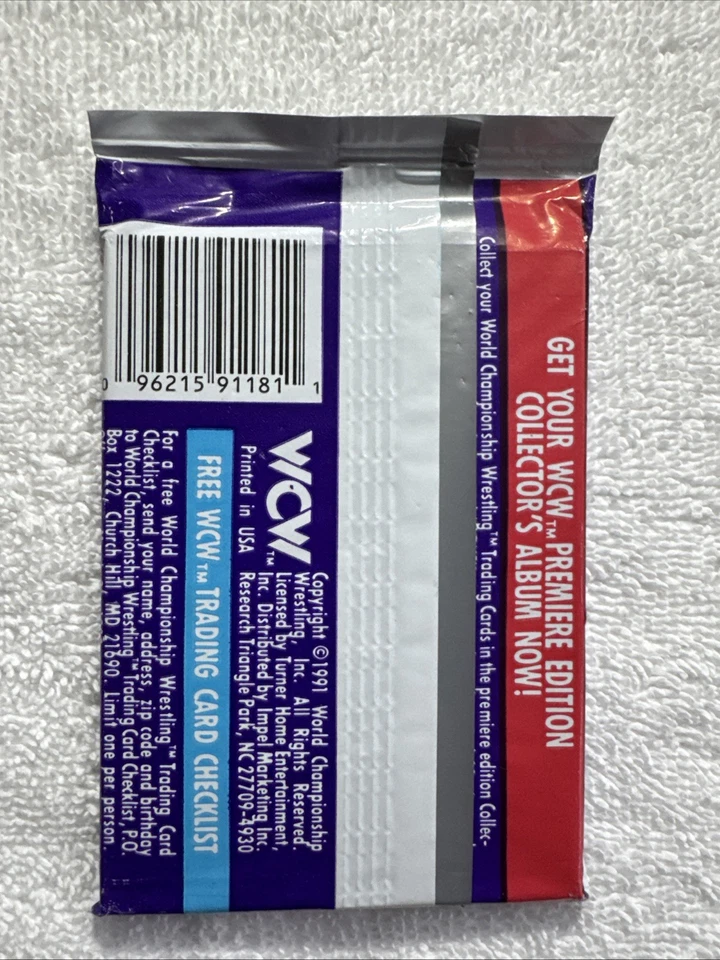 GET YOUR WCW™ PREMIERE EDITION
COLLECTOR'S ALBUM NOW!
Collect your World Championship Wrestling™ Trading Cards in the premiere edition Collec-
0 96215 91181 1
WCW™
Printed in USA
Copyright ©1991 World Championship
Wrestling, Inc. All Rights Reserved.
Licensed by Turner Home Entertainment,
Inc. Distributed by Impel Marketing Inc.
Research Triangle Park, NC 27709-4930
FREE WCW™ TRADING CARD CHECKLIST
For a free World Championship Wrestling™ Trading Card
Checklist, send your name, address, zip code and birthday
to World Championship Wrestling™ Trading Card Checklist, P.O.
Box 1222, Church Hill, MD 21690. Limit one per person.